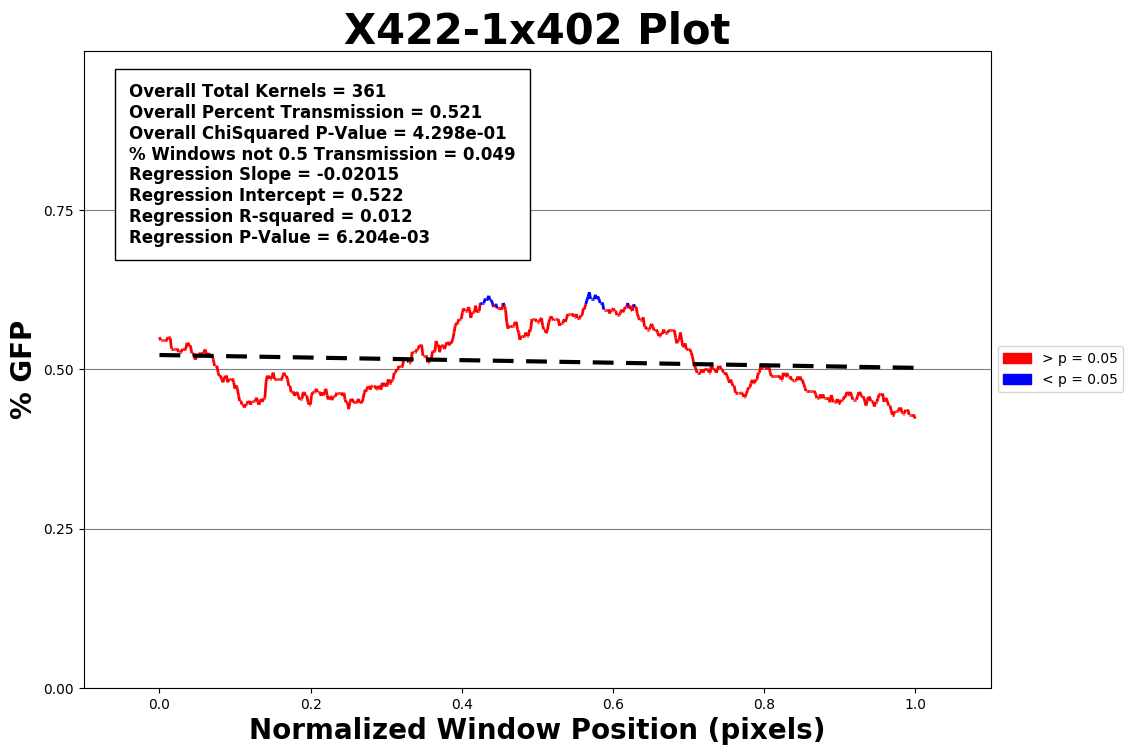 X422-1x402 Plot
Overall Total Kernels = 361
Overall Percent Transmission = 0.521
Overall ChiSquared P-Value = 4.298e-01
% Windows not 0.5 Transmission = 0.049
Regression Slope = -0.02015
Regression Intercept = 0.522
Regression R-squared = 0.012
Regression P-Value = 6.204e-03
% GFP
0.75
0.50
0.25
0.00
0.0 0.2 0.4 0.6 0.8 1.0
Normalized Window Position (pixels)
> p = 0.05
< p = 0.05